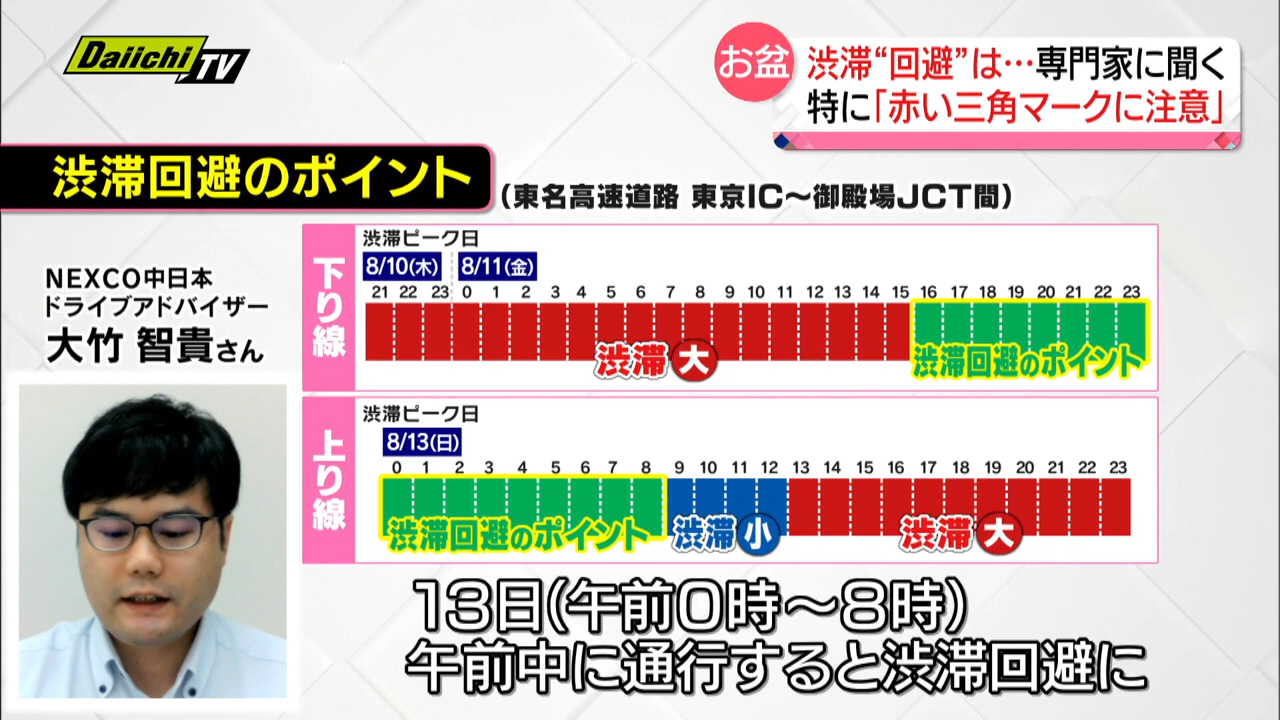 Daiichi TV
お盆
渋滞“回避”は…専門家に聞く
特に「赤い三角マークに注意」
渋滞回避のポイント
(東名高速道路 東京IC～御殿場JCT間)
NEXCO中日本
ドライブアドバイザー
大竹 智貴さん
下り線
渋滞ピーク日
8/10(木) 8/11(金)
21 22 23 0 1 2 3 4 5 6 7 8 9 10 11 12 13 14 15 16 17 18 19 20 21 22 23
渋滞 大 渋滞回避のポイント
上り線
渋滞ピーク日
8/13(日)
0 1 2 3 4 5 6 7 8 9 10 11 12 13 14 15 16 17 18 19 20 21 22 23
渋滞回避のポイント 渋滞 小 渋滞 大
13日(午前0時～8時)
午前中に通行すると渋滞回避に